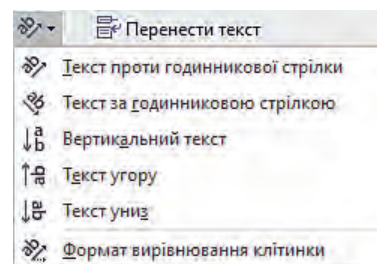 Перенести текст
Текст проти годинникової стрілки
Текст за годинниковою стрілкою
Вертикальний текст
Текст угору
Текст униз
Формат вирівнювання клітинки